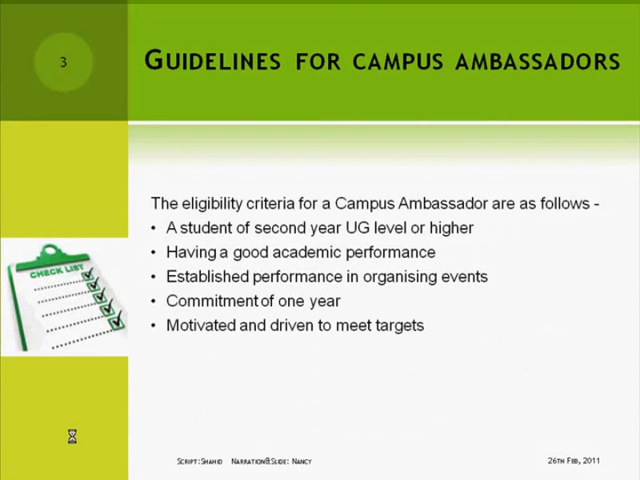 3
GUIDELINES FOR CAMPUS AMBASSADORS
The eligibility criteria for a Campus Ambassador are as follows -
• A student of second year UG level or higher
• Having a good academic performance
• Established performance in organising events
• Commitment of one year
• Motivated and driven to meet targets
CHECK LIST
SCRIPT: SHAHID NARRATION&SLIDE: NANCY
26TH FEB, 2011